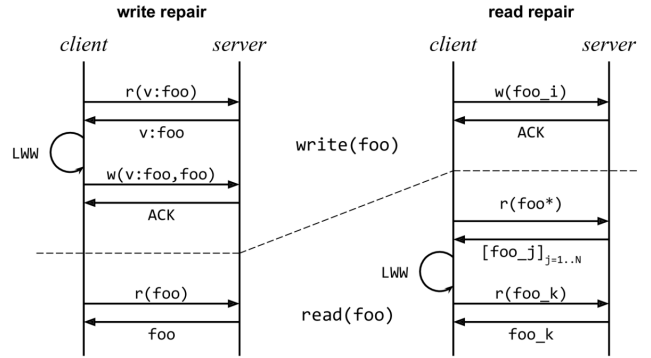 write repair
client server
r(v:foo)
v:foo
LWW
w(v:foo,foo)
ACK
r(foo)
foo
write(foo)
read(foo)
read repair
client server
w(foo_i)
ACK
r(foo*)
[foo_j]j=1..N
LWW
r(foo_k)
foo_k